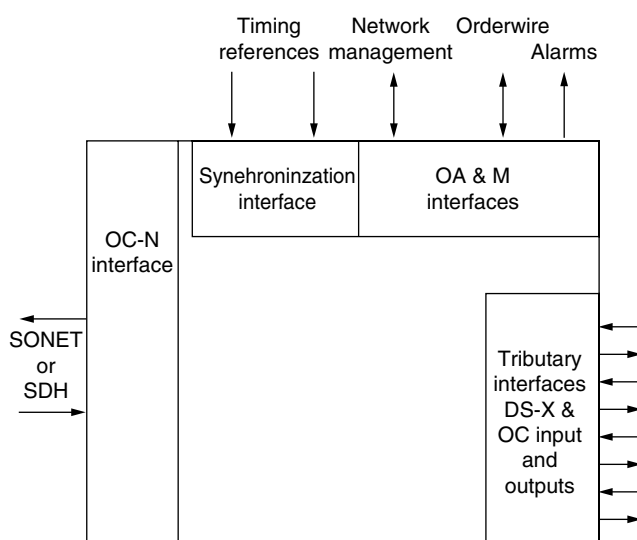 Timing
references
Network
management
Orderwire
Alarms
Synehroninzation
interface
OA & M
interfaces
OC-N
interface
SONET
or
SDH
Tributary
interfaces
DS-X &
OC input
and
outputs